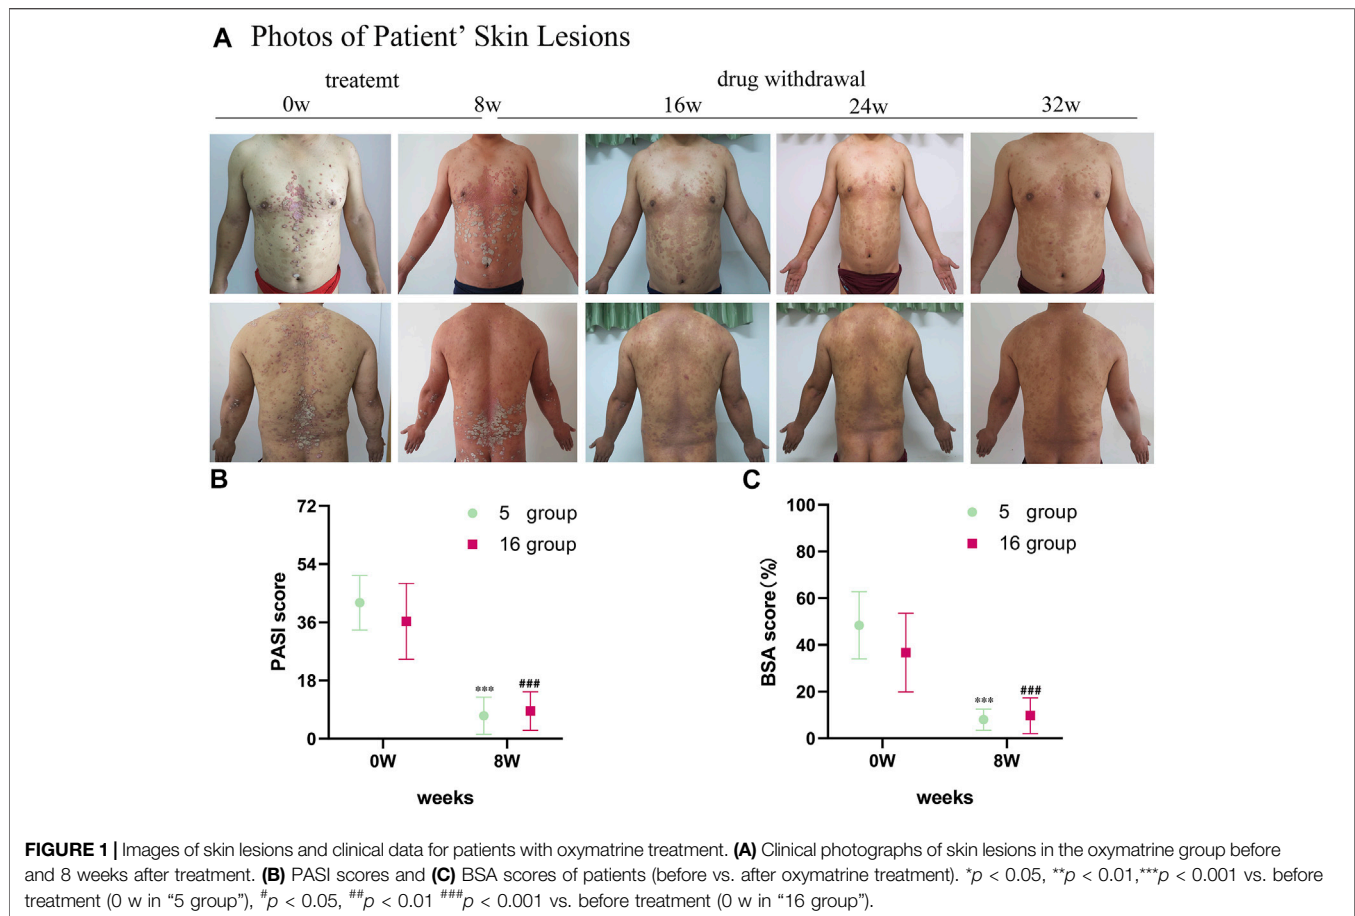 A Photos of Patient’ Skin Lesions
treatemt drug withdrawal
0w 8w 16w 24w 32w
B
72
54
36
18
0
PASI score
5 group
16 group
*** ###
0W 8W
weeks
C
100
80
60
40
20
0
BSA score(%)
5 group
16 group
*** ###
0W 8W
weeks
FIGURE 1 | Images of skin lesions and clinical data for patients with oxymatrine treatment. (A) Clinical photographs of skin lesions in the oxymatrine group before
and 8 weeks after treatment. (B) PASI scores and (C) BSA scores of patients (before vs. after oxymatrine treatment). *p < 0.05, **p < 0.01,***p < 0.001 vs. before
treatment (0 w in “5 group”), #p < 0.05, ##p < 0.01 ###p < 0.001 vs. before treatment (0 w in “16 group”).